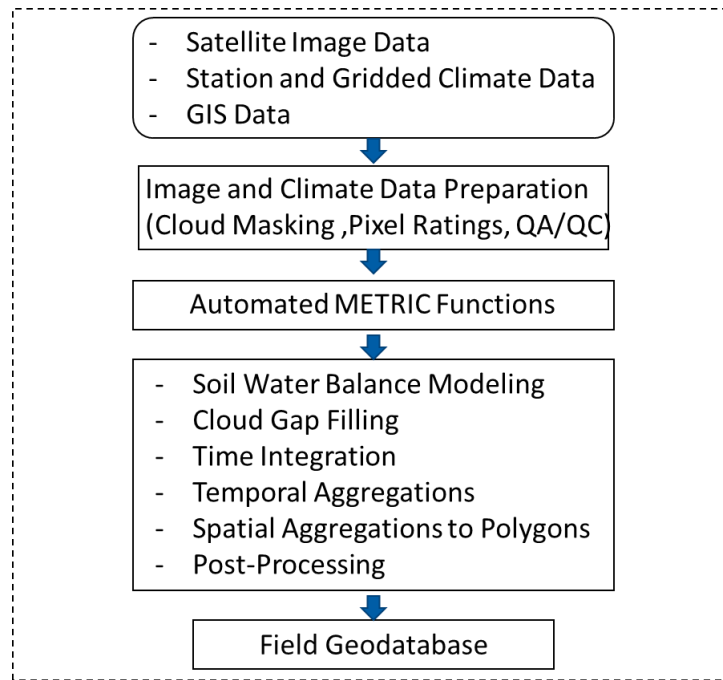 - Satellite Image Data
- Station and Gridded Climate Data
- GIS Data
Image and Climate Data Preparation
(Cloud Masking ,Pixel Ratings, QA/QC)
Automated METRIC Functions
- Soil Water Balance Modeling
- Cloud Gap Filling
- Time Integration
- Temporal Aggregations
- Spatial Aggregations to Polygons
- Post-Processing
Field Geodatabase